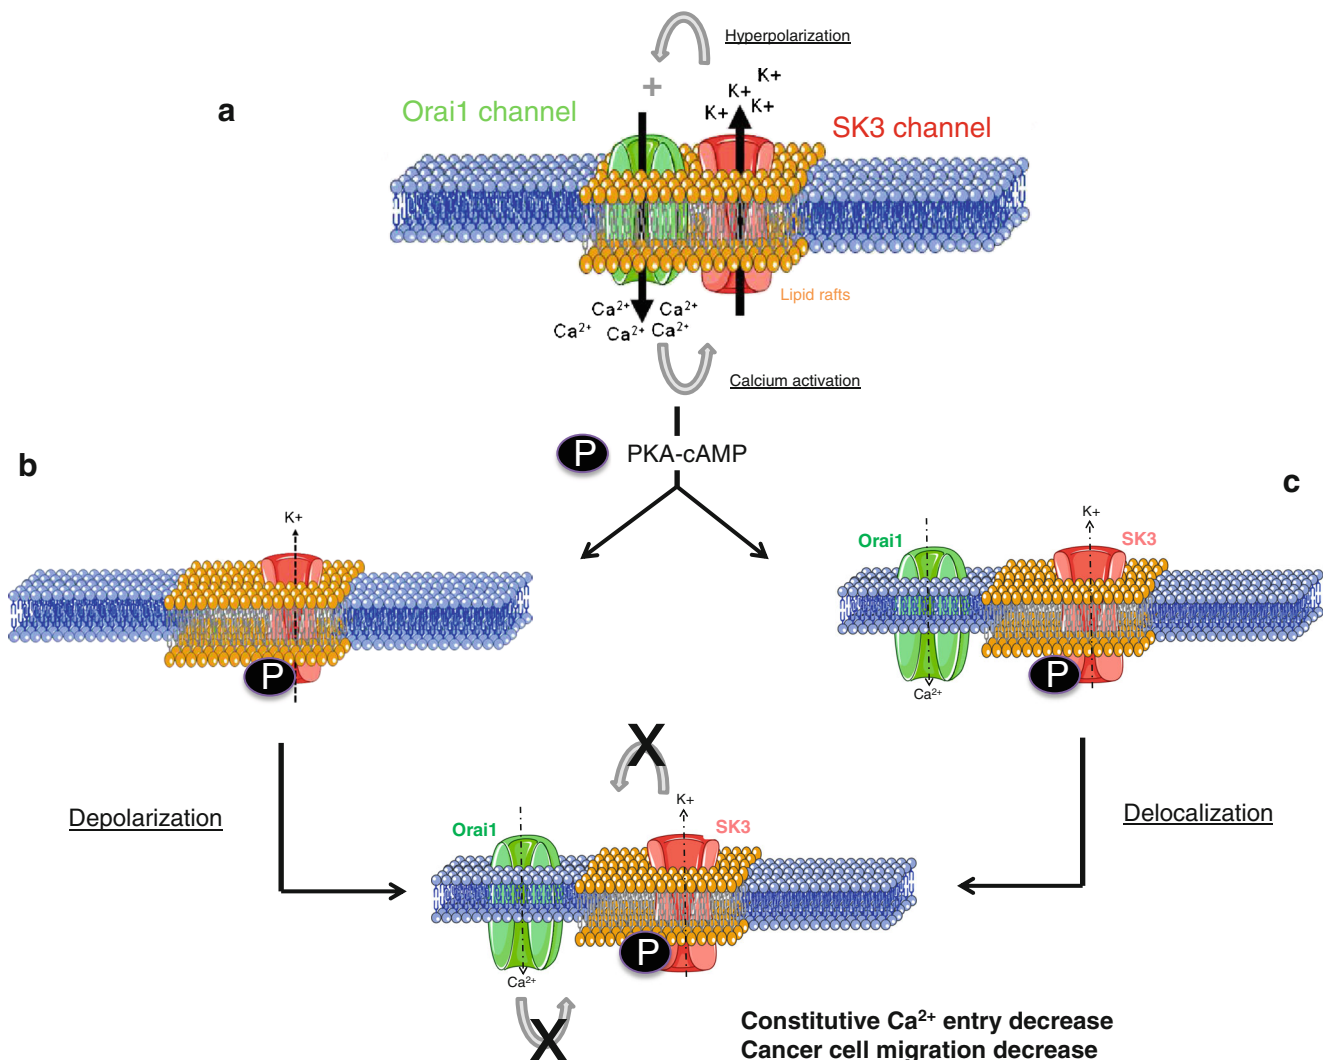 Hyperpolarization
a
+
K+
K+
K+
K+
Orai1 channel
SK3 channel
Lipid rafts
Ca2+
Ca2+
Ca2+
Ca2+
Ca2+
Calcium activation
P
PKA-cAMP
b
c
K+
P
K+
Orai1
SK3
P
Ca2+
X
Depolarization
Delocalization
K+
Orai1
SK3
P
Ca2+
X
Constitutive Ca2+ entry decrease
Cancer cell migration decrease